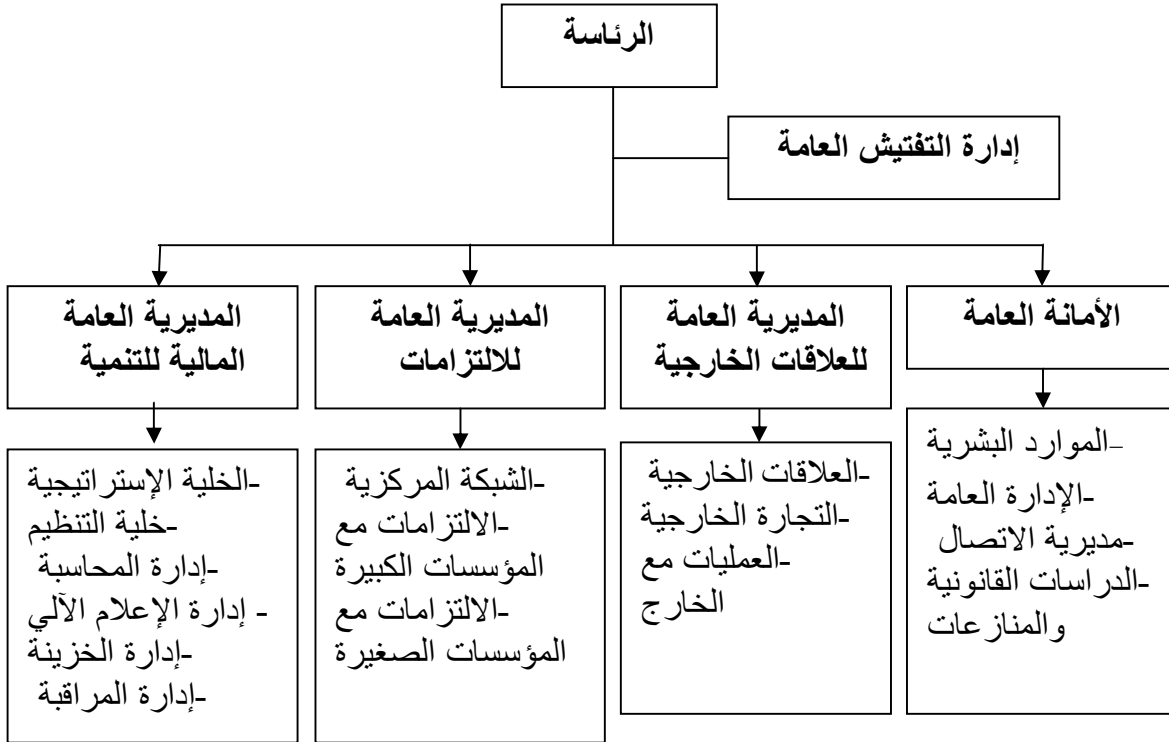 الرئاسة
إدارة التفتيش العامة
الأمانة العامة
المديرية العامة
للعلاقات الخارجية
المديرية العامة
للالتزامات
المديرية العامة
المالية للتنمية
-الموارد البشرية
-الإدارة العامة
-مديرية الاتصال
-الدراسات القانونية
والمنازعات
-العلاقات الخارجية
-التجارة الخارجية
-العمليات مع
الخارج
-الشبكة المركزية
-الالتزامات مع
المؤسسات الكبيرة
-الالتزامات مع
المؤسسات الصغيرة
-الخلية الإستراتيجية
-خلية التنظيم
-إدارة المحاسبة
- إدارة الإعلام الآلي
-إدارة الخزينة
-إدارة المراقبة